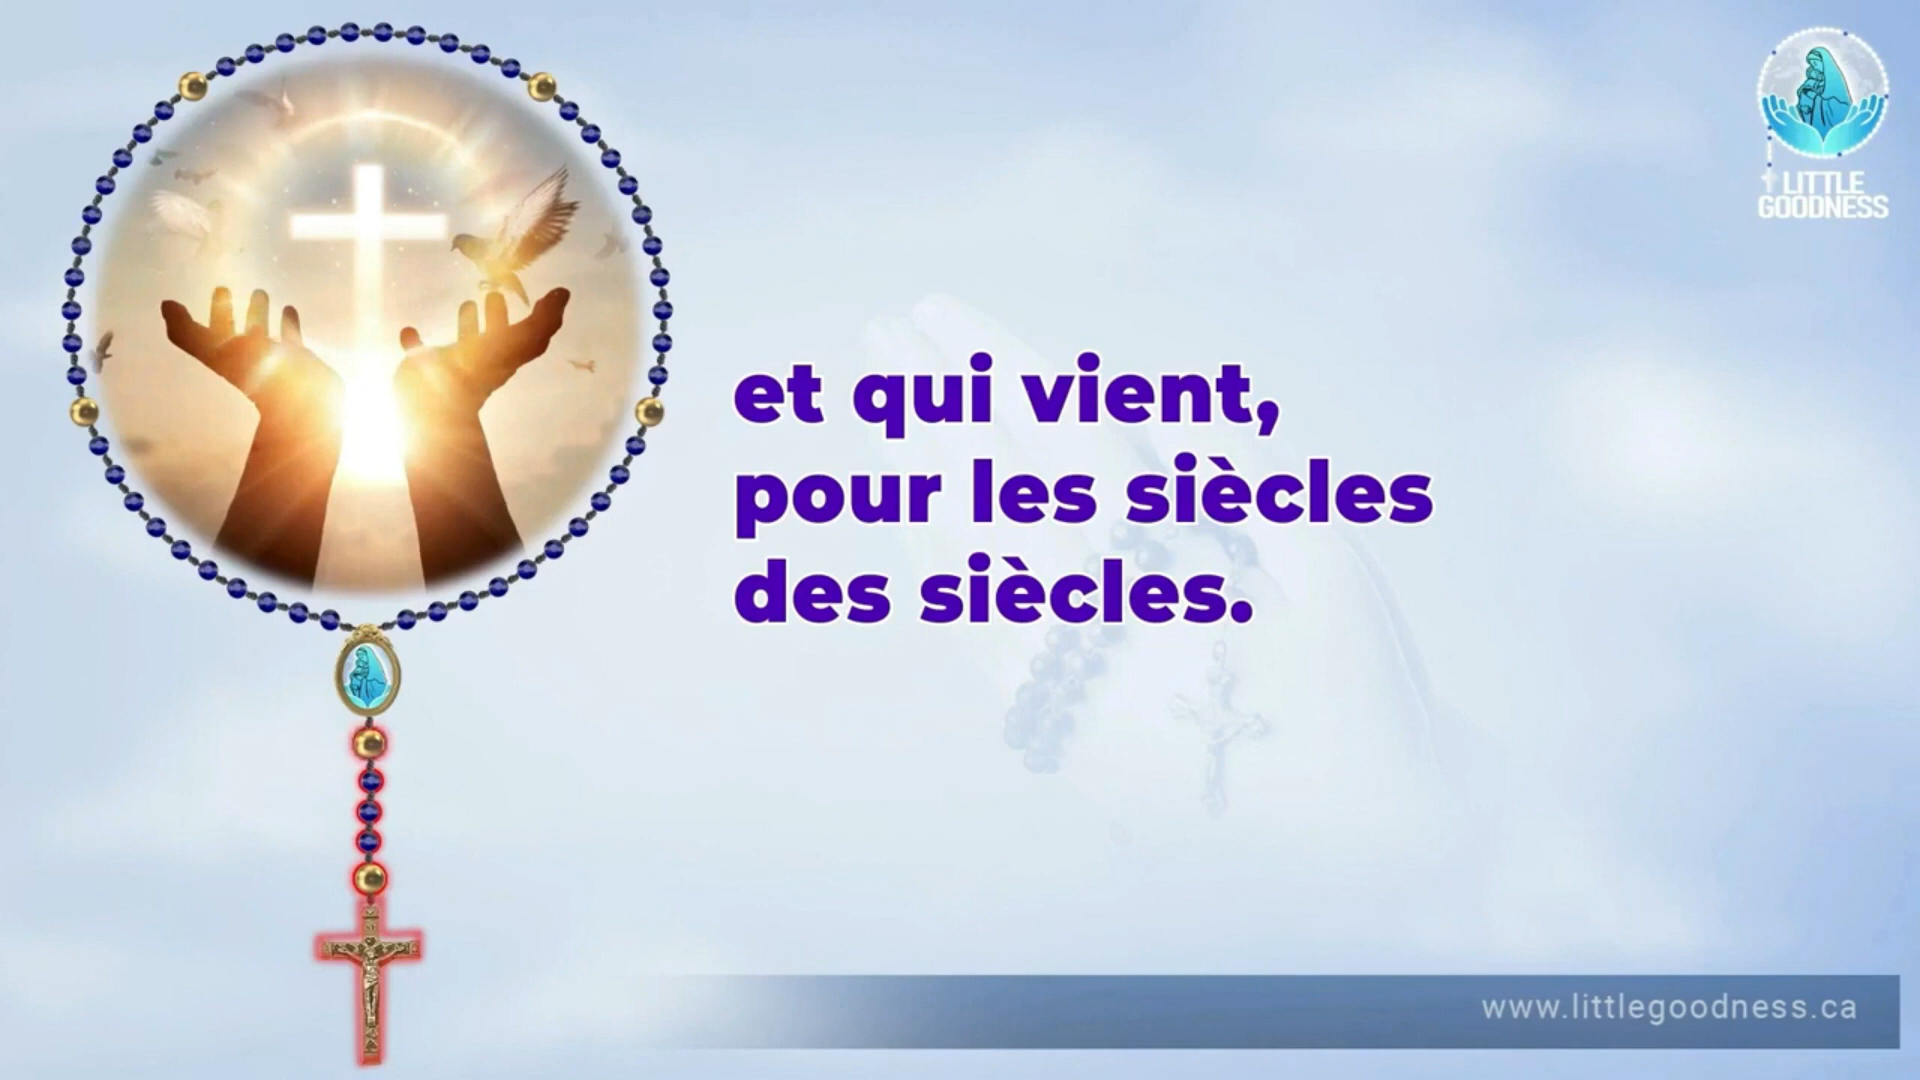 LITTLE
GOODNESS
et qui vient,
pour les siècles
des siècles.
www.littlegoodness.ca